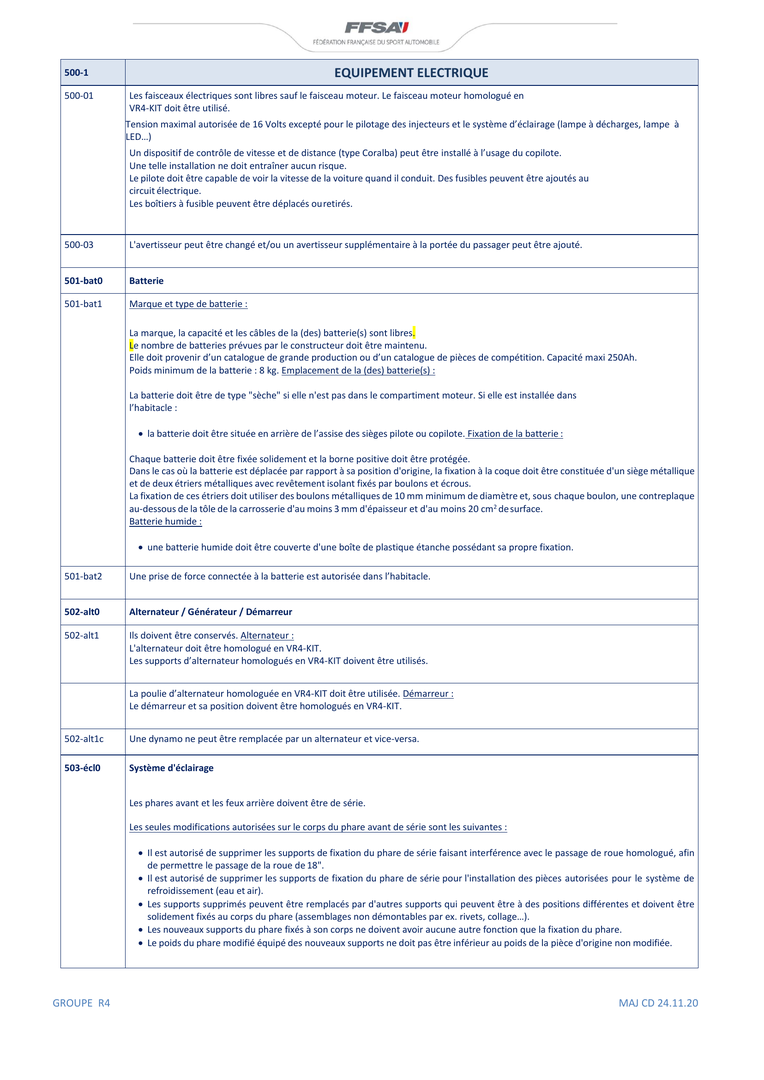 FFSA
FÉDÉRATION FRANÇAISE DU SPORT AUTOMOBILE
500-1 EQUIPEMENT ELECTRIQUE
500-01 Les faisceaux électriques sont libres sauf le faisceau moteur. Le faisceau moteur homologué en
VR4-KIT doit être utilisé.
Tension maximal autorisée de 16 Volts excepté pour le pilotage des injecteurs et le système d’éclairage (lampe à décharges, lampe à
LED…)
Un dispositif de contrôle de vitesse et de distance (type Coralba) peut être installé à l’usage du copilote.
Une telle installation ne doit entraîner aucun risque.
Le pilote doit être capable de voir la vitesse de la voiture quand il conduit. Des fusibles peuvent être ajoutés au
circuit électrique.
Les boîtiers à fusible peuvent être déplacés ou retirés.
500-03 L'avertisseur peut être changé et/ou un avertisseur supplémentaire à la portée du passager peut être ajouté.
501-bat0 Batterie
501-bat1 Marque et type de batterie :
La marque, la capacité et les câbles de la (des) batterie(s) sont libres.
Le nombre de batteries prévues par le constructeur doit être maintenu.
Elle doit provenir d’un catalogue de grande production ou d’un catalogue de pièces de compétition. Capacité maxi 250Ah.
Poids minimum de la batterie : 8 kg. Emplacement de la (des) batterie(s) :
La batterie doit être de type "sèche" si elle n'est pas dans le compartiment moteur. Si elle est installée dans
l’habitacle :
• la batterie doit être située en arrière de l’assise des sièges pilote ou copilote. Fixation de la batterie :
Chaque batterie doit être fixée solidement et la borne positive doit être protégée.
Dans le cas où la batterie est déplacée par rapport à sa position d'origine, la fixation à la coque doit être constituée d'un siège métallique
et de deux étriers métalliques avec revêtement isolant fixés par boulons et écrous.
La fixation de ces étriers doit utiliser des boulons métalliques de 10 mm minimum de diamètre et, sous chaque boulon, une contreplaque
au-dessous de la tôle de la carrosserie d'au moins 3 mm d'épaisseur et d'au moins 20 cm² de surface.
Batterie humide :
• une batterie humide doit être couverte d'une boîte de plastique étanche possédant sa propre fixation.
501-bat2 Une prise de force connectée à la batterie est autorisée dans l’habitacle.
502-alt0 Alternateur / Générateur / Démarreur
502-alt1 Ils doivent être conservés. Alternateur :
L'alternateur doit être homologué en VR4-KIT.
Les supports d’alternateur homologués en VR4-KIT doivent être utilisés.
La poulie d’alternateur homologuée en VR4-KIT doit être utilisée. Démarreur :
Le démarreur et sa position doivent être homologués en VR4-KIT.
502-alt1c Une dynamo ne peut être remplacée par un alternateur et vice-versa.
503-écl0 Système d'éclairage
Les phares avant et les feux arrière doivent être de série.
Les seules modifications autorisées sur le corps du phare avant de série sont les suivantes :
• Il est autorisé de supprimer les supports de fixation du phare de série faisant interférence avec le passage de roue homologué, afin
de permettre le passage de la roue de 18".
• Il est autorisé de supprimer les supports de fixation du phare de série pour l'installation des pièces autorisées pour le système de
refroidissement (eau et air).
• Les supports supprimés peuvent être remplacés par d'autres supports qui peuvent être à des positions différentes et doivent être
solidement fixés au corps du phare (assemblages non démontables par ex. rivets, collage…).
• Les nouveaux supports du phare fixés à son corps ne doivent avoir aucune autre fonction que la fixation du phare.
• Le poids du phare modifié équipé des nouveaux supports ne doit pas être inférieur au poids de la pièce d'origine non modifiée.
GROUPE R4 MAJ CD 24.11.20